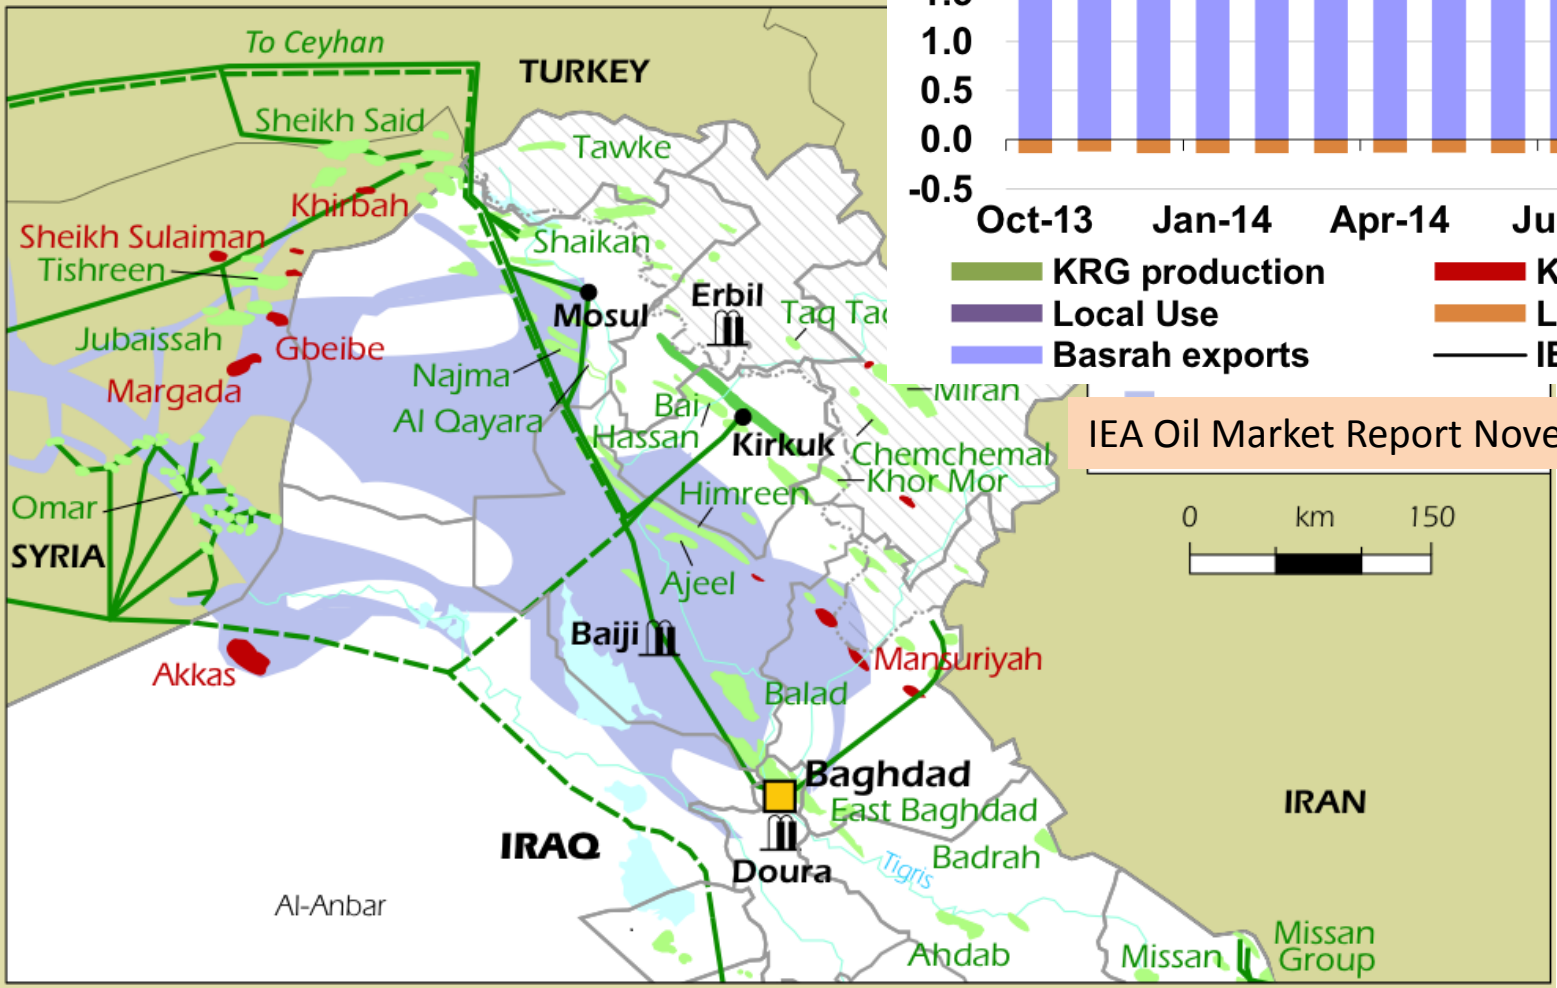 To Ceyhan
TURKEY
Sheikh Said
Tawke
Khirbah
Sheikh Sulaiman
Tishreen
Shaikan
Jubaissah
Gbeibe
Margada
Mosul
Erbil
Taq
Najma
Al Qayara
Bai
Hassan
Kirkuk
Miran
Chemchemal
Khor Mor
Himreen
Omar
SYRIA
Ajeel
Baiji
Akkas
Mansuriyah
Balad
Baghdad
East Baghdad
IRAQ
Doura
Tigris
Badrah
Al-Anbar
Ahdab
Missan
Missan
Group
IRAN
0 km 150
1.0
0.5
0.0
-0.5
Oct-13 Jan-14 Apr-14
KRG production
Local Use
Basrah exports
IEA Oil Market Report